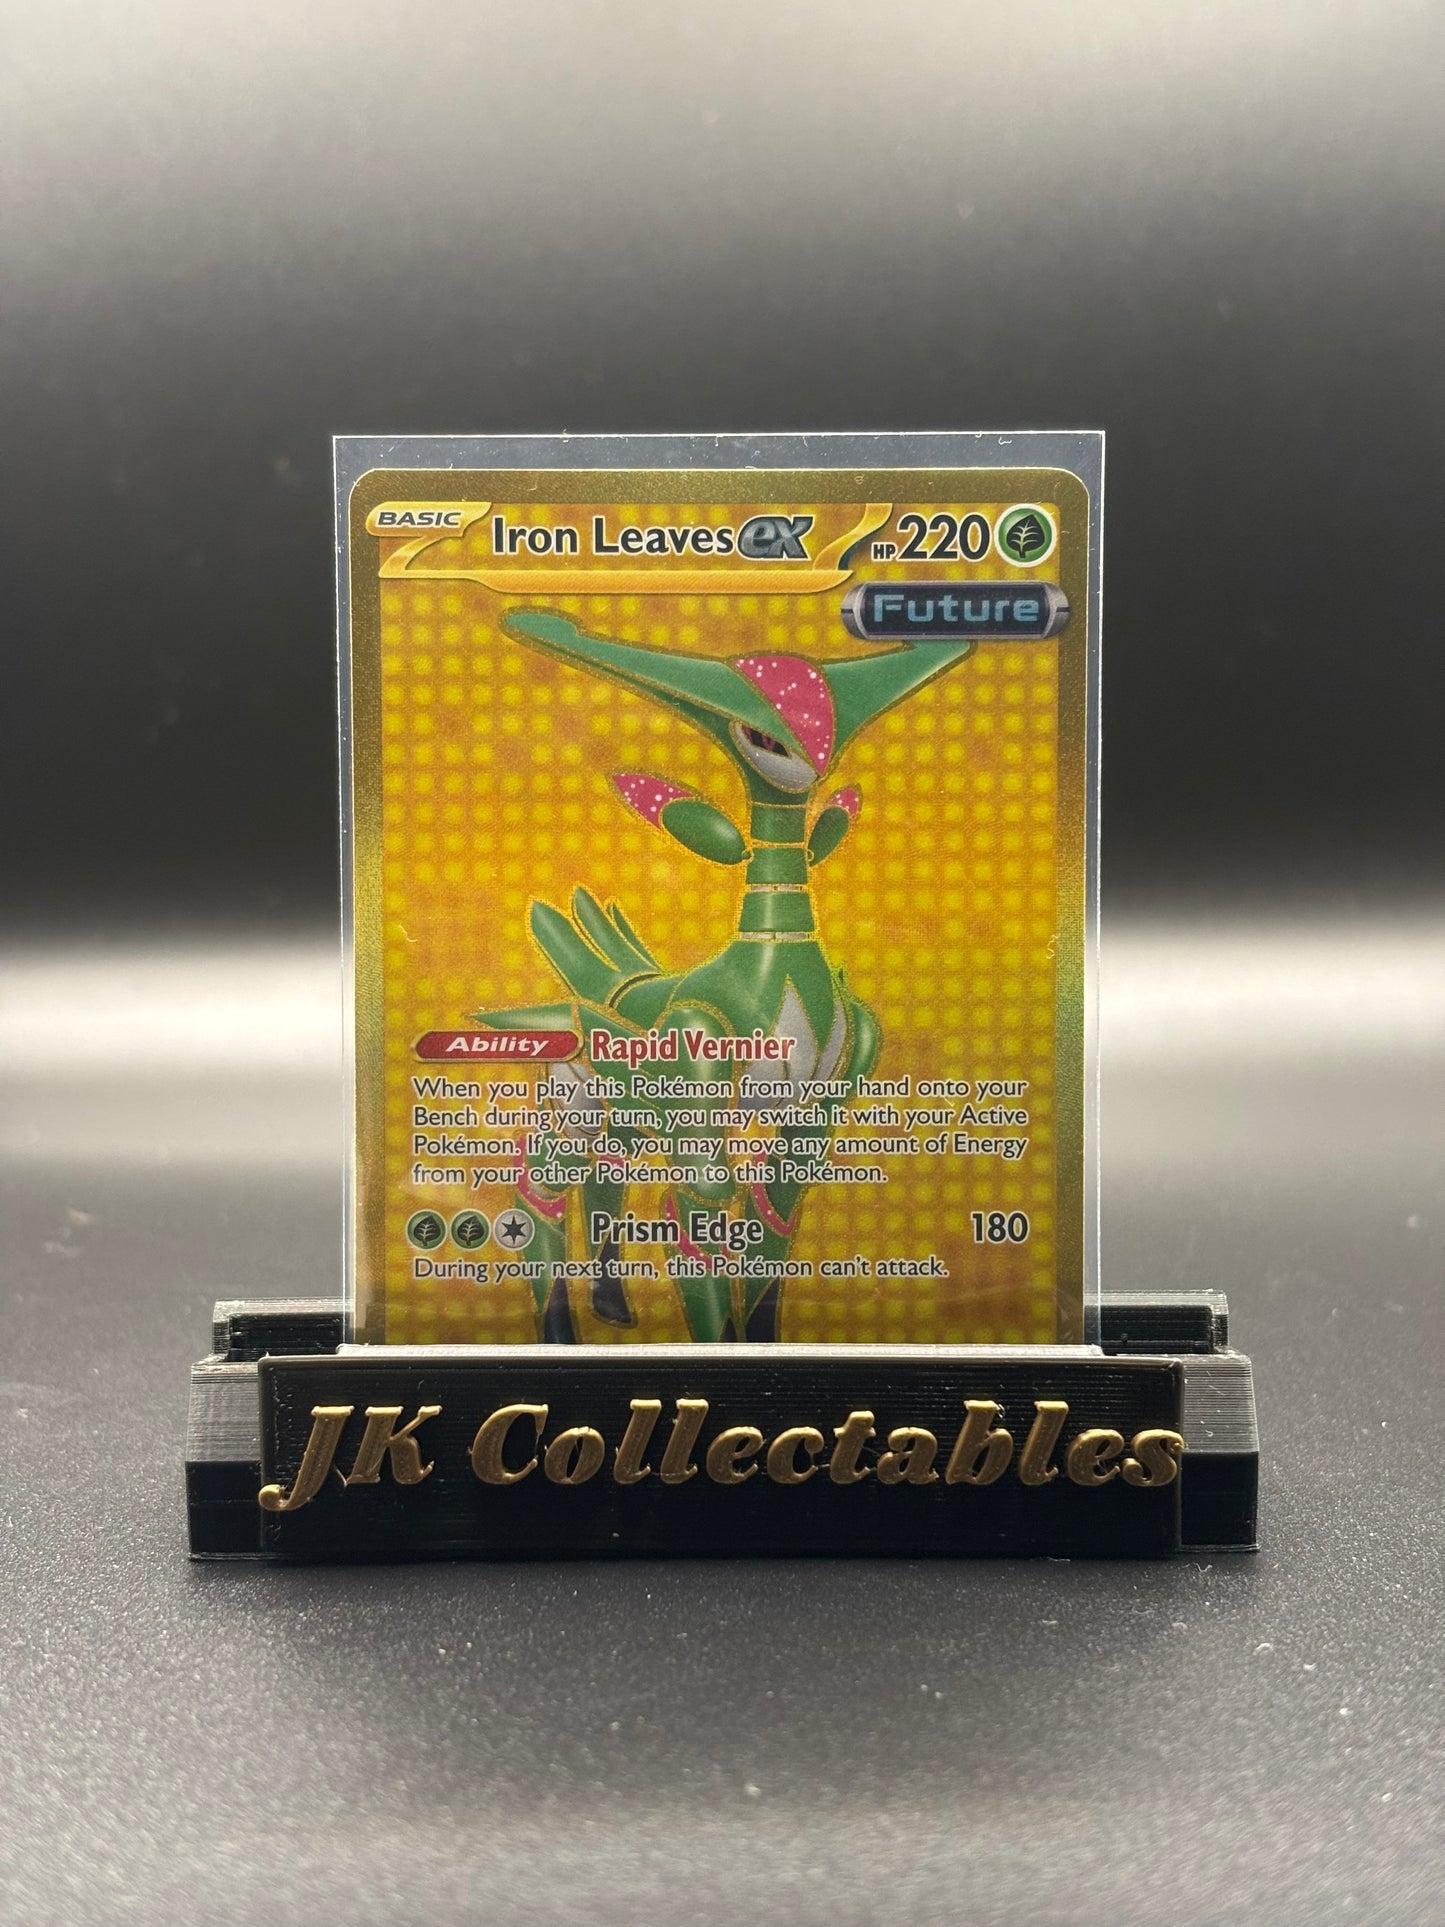 BASIC Iron Leaves ex HP 220
Future
Ability Rapid Vernier
When you play this Pokémon from your hand onto your
Bench during your turn, you may switch it with your Active
Pokémon. If you do, you may move any amount of Energy
from your other Pokémon to this Pokémon.
Prism Edge 180
During your next turn, this Pokémon can't attack.
JK Collectables